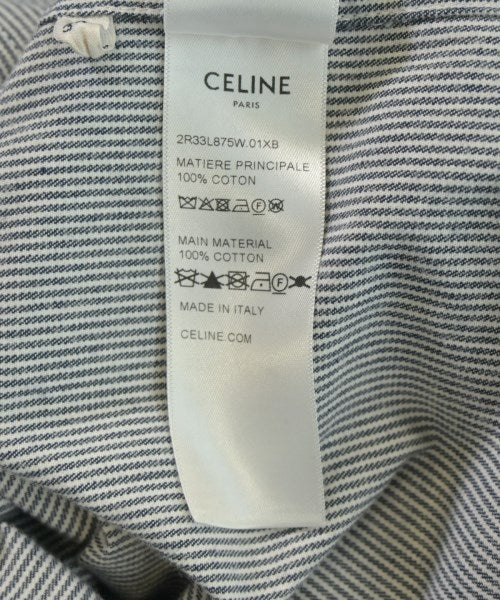 CELINE
PARIS
2R33L875W.01XB
MATIERE PRINCIPALE
100% COTON
MAIN MATERIAL
100% COTTON
MADE IN ITALY
CELINE.COM